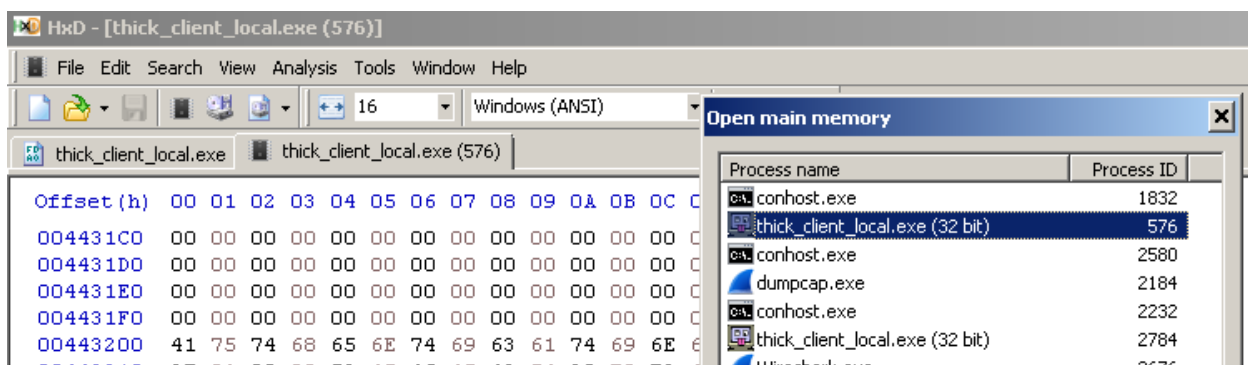 HxD - [thick_client_local.exe (576)]
File Edit Search View Analysis Tools Window Help
16 Windows (ANSI)
thick_client_local.exe thick_client_local.exe (576)
Offset(h) 00 01 02 03 04 05 06 07 08 09 0A 0B 0C
004431C0 00 00 00 00 00 00 00 00 00 00 00 00 00
004431D0 00 00 00 00 00 00 00 00 00 00 00 00 00
004431E0 00 00 00 00 00 00 00 00 00 00 00 00 00
004431F0 00 00 00 00 00 00 00 00 00 00 00 00 00
00443200 41 75 74 68 65 6E 74 69 63 61 74 69 6E
Open main memory
Process name Process ID
conhost.exe 1832
thick_client_local.exe (32 bit) 576
conhost.exe 2580
dumpcap.exe 2184
conhost.exe 2232
thick_client_local.exe (32 bit) 2784